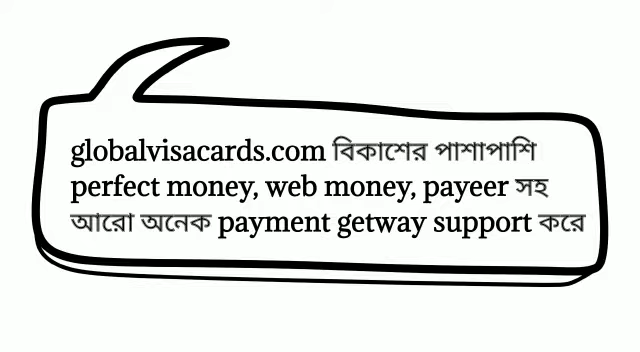 globalvisacards.com বিকাশের পাশাপাশি
perfect money, web money, payeer সহ
আরো অনেক payment getway support করে